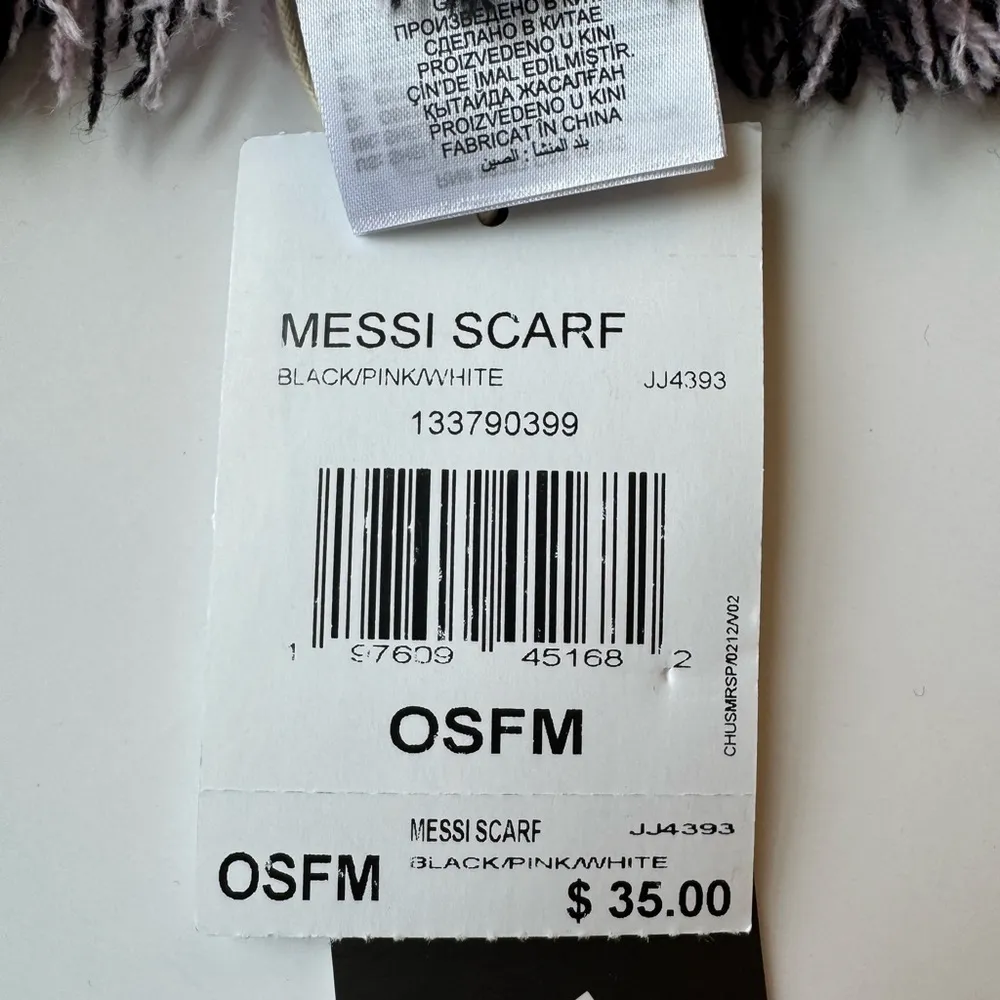 ПРОИЗВЕДЕНО В
СДЕЛАНО В КИТАЕ
PROIZVEDENO U KINI
ÇİN'DE İMAL EDİLMİŞTİR.
ҚЫТАЙДА ЖАСАЛҒАН
PROIZVEDENO U KINI
FABRICAT ÎN CHINA
بلد المنشأ : الصين
MESSI SCARF
BLACK/PINK/WHITE JJ4393
133790399
1 97609 45168 2
CHUSMRSP/0212/V02
OSFM
MESSI SCARF JJ4393
OSFM BLACK/PINK/WHITE
$ 35.00